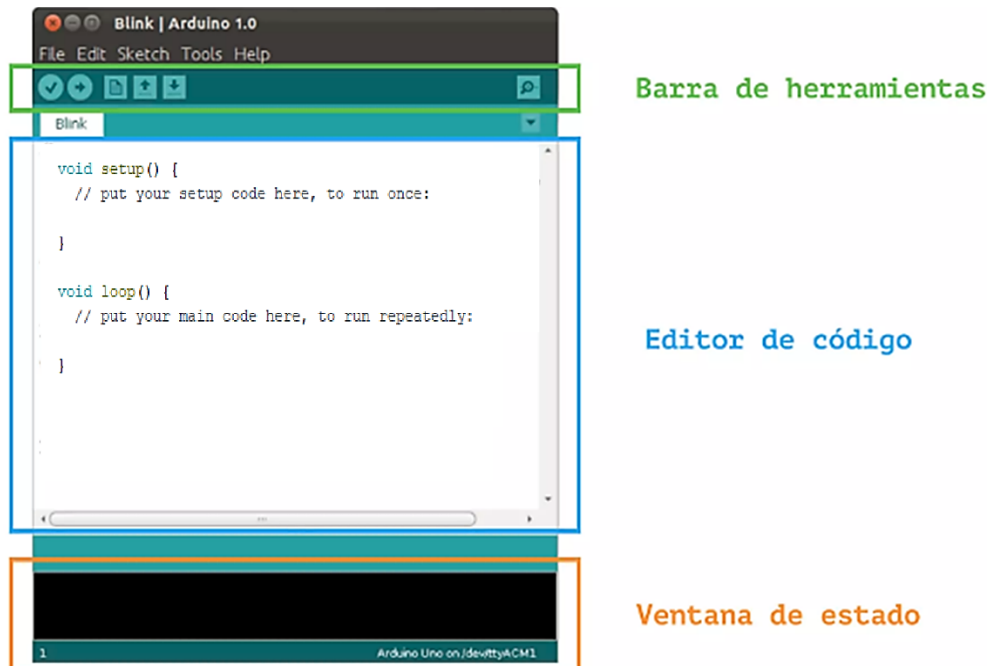 Blink | Arduino 1.0
File Edit Sketch Tools Help
Barra de herramientas
Blink
void setup() {
// put your setup code here, to run once:
}
void loop() {
// put your main code here, to run repeatedly:
}
Editor de código
Ventana de estado
1
Arduino Uno on /dev/ttyACM1